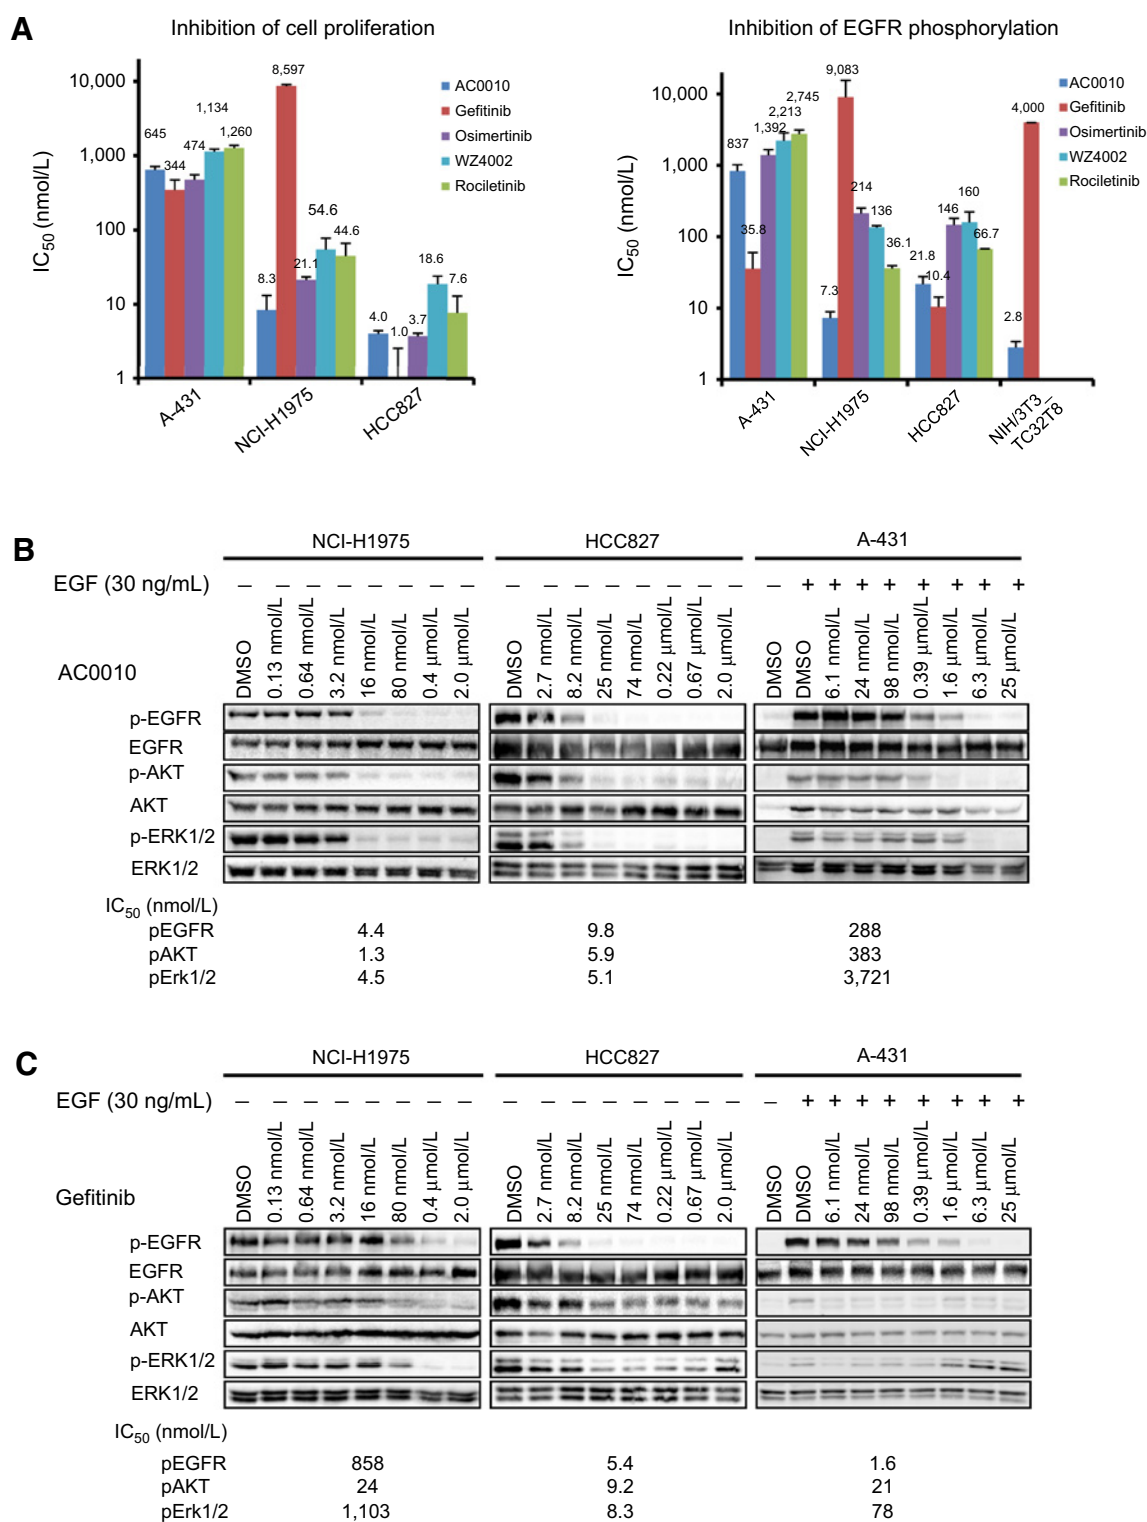 A
Inhibition of cell proliferation
IC50 (nmol/L)
10,000
1,000
100
10
1
645
344
474
1,134
1,260
8,597
8.3
21.1
54.6
44.6
4.0
1.0
3.7
18.6
7.6
AC0010
Gefitinib
Osimertinib
WZ4002
Rociletinib
A-431
NCI-H1975
HCC827
Inhibition of EGFR phosphorylation
IC50 (nmol/L)
10,000
1,000
100
10
1
837
35.8
1,392
2,213
2,745
9,083
7.3
214
136
36.1
21.8
10.4
146
160
66.7
2.8
4,000
AC0010
Gefitinib
Osimertinib
WZ4002
Rociletinib
A-431
NCI-H1975
HCC827
NIH/3T3_
TC32T8
B
NCI-H1975 HCC827 A-431
EGF (30 ng/mL) – – – – – – – – – – – – – – – – – + + + + + + + +
AC0010
DMSO 0.13 nmol/L 0.64 nmol/L 3.2 nmol/L 16 nmol/L 80 nmol/L 0.4 µmol/L 2.0 µmol/L
DMSO 2.7 nmol/L 8.2 nmol/L 25 nmol/L 74 nmol/L 0.22 µmol/L 0.67 µmol/L 2.0 µmol/L
DMSO DMSO 6.1 nmol/L 24 nmol/L 98 nmol/L 0.39 µmol/L 1.6 µmol/L 6.3 µmol/L 25 µmol/L
p-EGFR
EGFR
p-AKT
AKT
p-ERK1/2
ERK1/2
IC50 (nmol/L)
pEGFR 4.4 9.8 288
pAKT 1.3 5.9 383
pErk1/2 4.5 5.1 3,721
C
NCI-H1975 HCC827 A-431
EGF (30 ng/mL) – – – – – – – – – – – – – – – – – + + + + + + + +
Gefitinib
DMSO 0.13 nmol/L 0.64 nmol/L 3.2 nmol/L 16 nmol/L 80 nmol/L 0.4 µmol/L 2.0 µmol/L
DMSO 2.7 nmol/L 8.2 nmol/L 25 nmol/L 74 nmol/L 0.22 µmol/L 0.67 µmol/L 2.0 µmol/L
DMSO DMSO 6.1 nmol/L 24 nmol/L 98 nmol/L 0.39 µmol/L 1.6 µmol/L 6.3 µmol/L 25 µmol/L
p-EGFR
EGFR
p-AKT
AKT
p-ERK1/2
ERK1/2
IC50 (nmol/L)
pEGFR 858 5.4 1.6
pAKT 24 9.2 21
pErk1/2 1,103 8.3 78